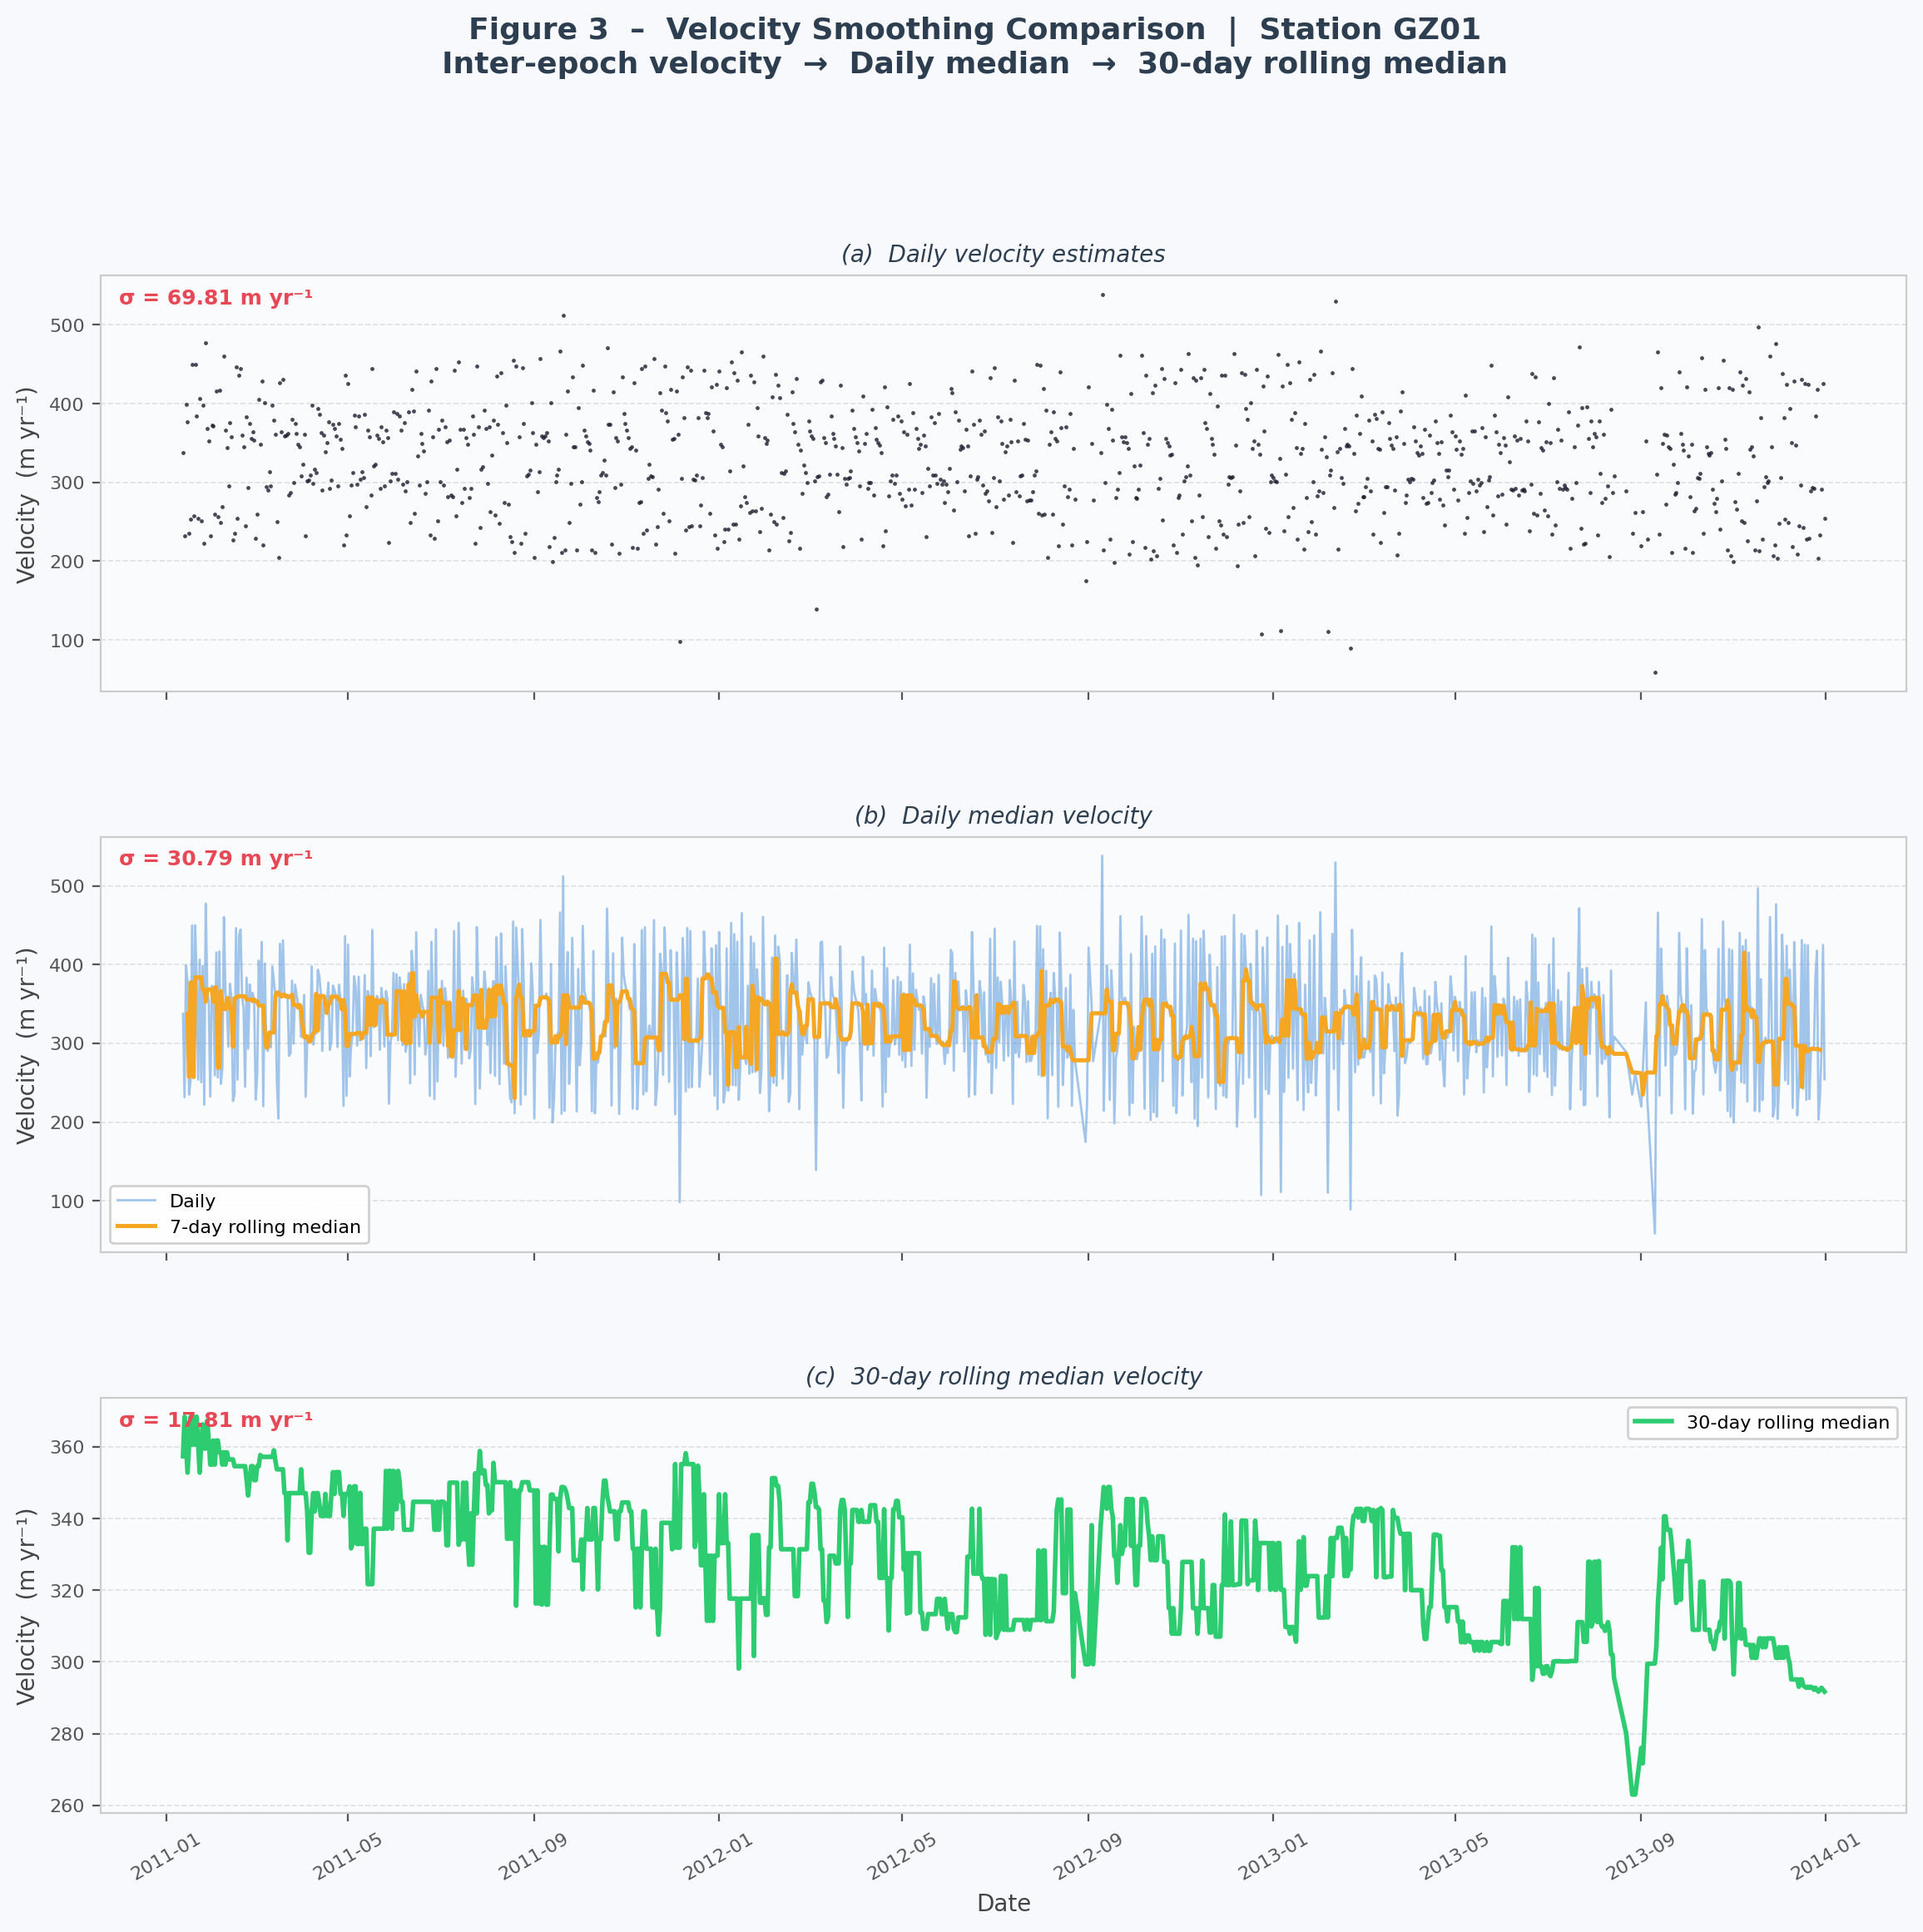 Figure 3 – Velocity Smoothing Comparison | Station GZ01
Inter-epoch velocity → Daily median → 30-day rolling median
(a) Daily velocity estimates
σ = 69.81 m yr⁻¹
Velocity (m yr⁻¹)
500
400
300
200
100
(b) Daily median velocity
σ = 30.79 m yr⁻¹
Velocity (m yr⁻¹)
500
400
300
200
100
Daily
7-day rolling median
(c) 30-day rolling median velocity
σ = 17.81 m yr⁻¹
30-day rolling median
Velocity (m yr⁻¹)
360
340
320
300
280
260
2011-01
2011-05
2011-09
2012-01
2012-05
2012-09
2013-01
2013-05
2013-09
2014-01
Date